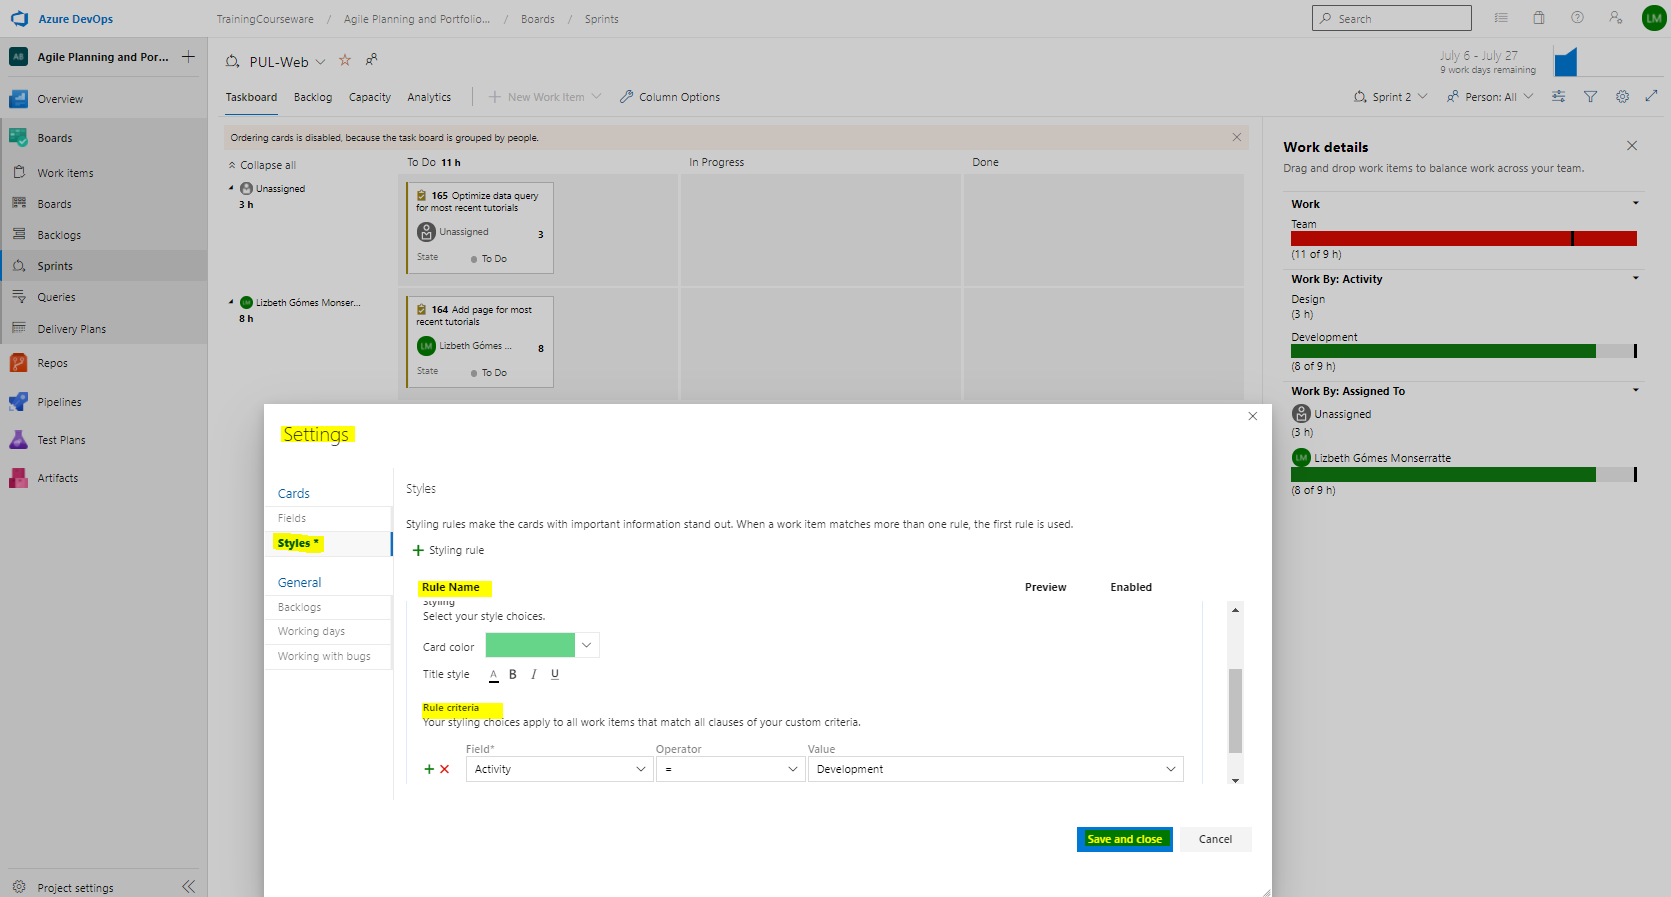 Azure DevOps
TrainingCourseware / Agile Planning and Portfolio... / Boards / Sprints
Search
LM
AB Agile Planning and Por...
Overview
Boards
Work items
Boards
Backlogs
Sprints
Queries
Delivery Plans
Repos
Pipelines
Test Plans
Artifacts
Project settings
PUL-Web
July 6 - July 27
9 work days remaining
Taskboard Backlog Capacity Analytics New Work Item Column Options
Sprint 2 Person: All
Ordering cards is disabled, because the task board is grouped by people.
Collapse all To Do 11 h In Progress Done
Unassigned
3 h
165 Optimize data query
for most recent tutorials
Unassigned 3
State To Do
LM Lizbeth Gómes Monser...
8 h
164 Add page for most
recent tutorials
LM Lizbeth Gómes ... 8
State To Do
Work details
Drag and drop work items to balance work across your team.
Work
Team
(11 of 9 h)
Work By: Activity
Design
(3 h)
Development
(8 of 9 h)
Work By: Assigned To
Unassigned
(3 h)
LM Lizbeth Gómes Monserratte
(8 of 9 h)
Settings
Cards
Fields
Styles *
General
Backlogs
Working days
Working with bugs
Styles
Styling rules make the cards with important information stand out. When a work item matches more than one rule, the first rule is used.
+ Styling rule
Rule Name Preview Enabled
Styling
Select your style choices.
Card color
Title style A B I U
Rule criteria
Your styling choices apply to all work items that match all clauses of your custom criteria.
Field* Operator Value
Activity = Development
Save and close Cancel